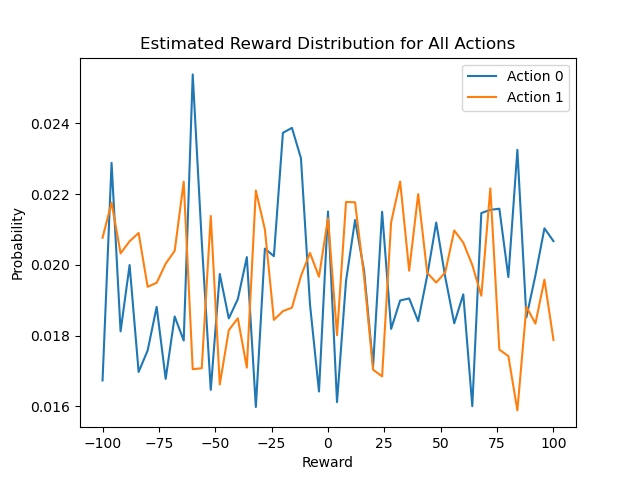 Estimated Reward Distribution for All Actions
Action 0
Action 1
Probability
0.024
0.022
0.020
0.018
0.016
−100
−75
−50
−25
0
25
50
75
100
Reward